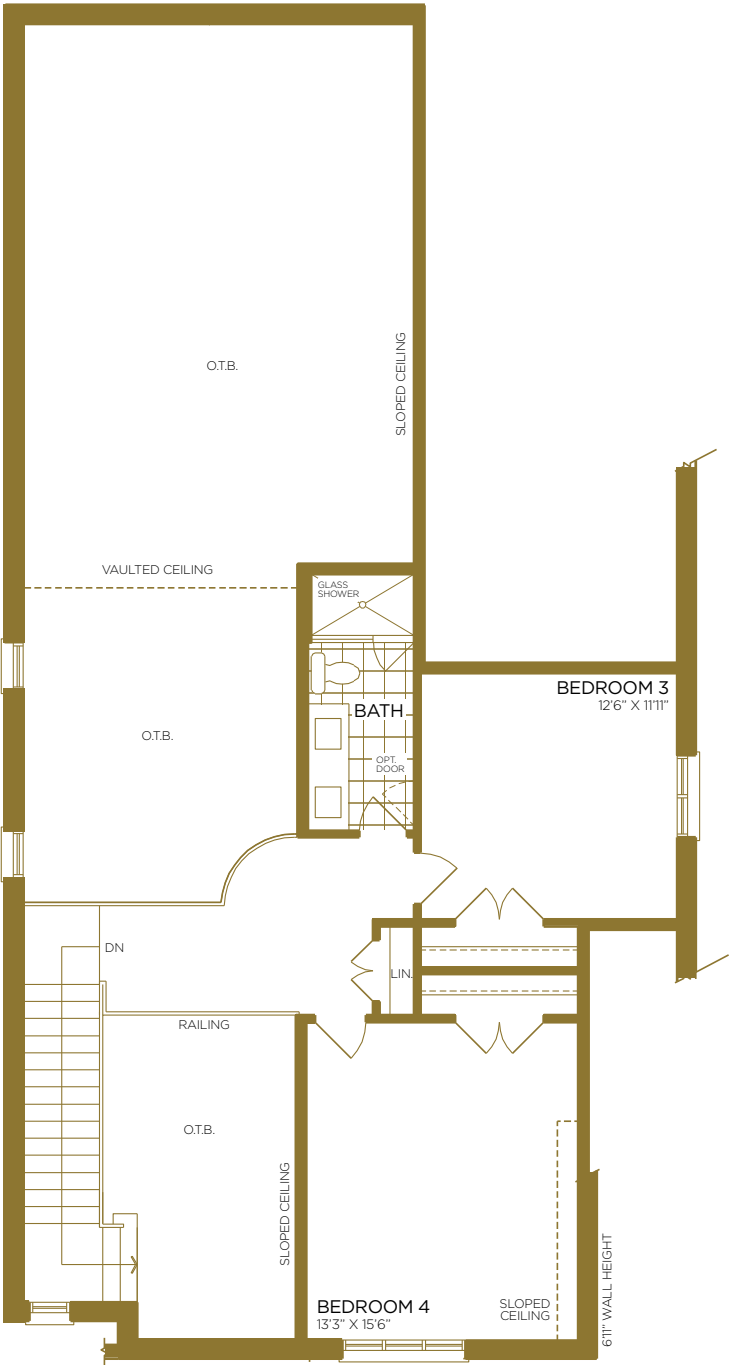 O.T.B.
SLOPED CEILING
VAULTED CEILING
GLASS
SHOWER
BEDROOM 3
12'6" X 11'11"
BATH
O.T.B.
OPT.
DOOR
DN
LIN.
RAILING
O.T.B.
SLOPED CEILING
BEDROOM 4
13'3" X 15'6"
SLOPED
CEILING
6'11" WALL HEIGHT